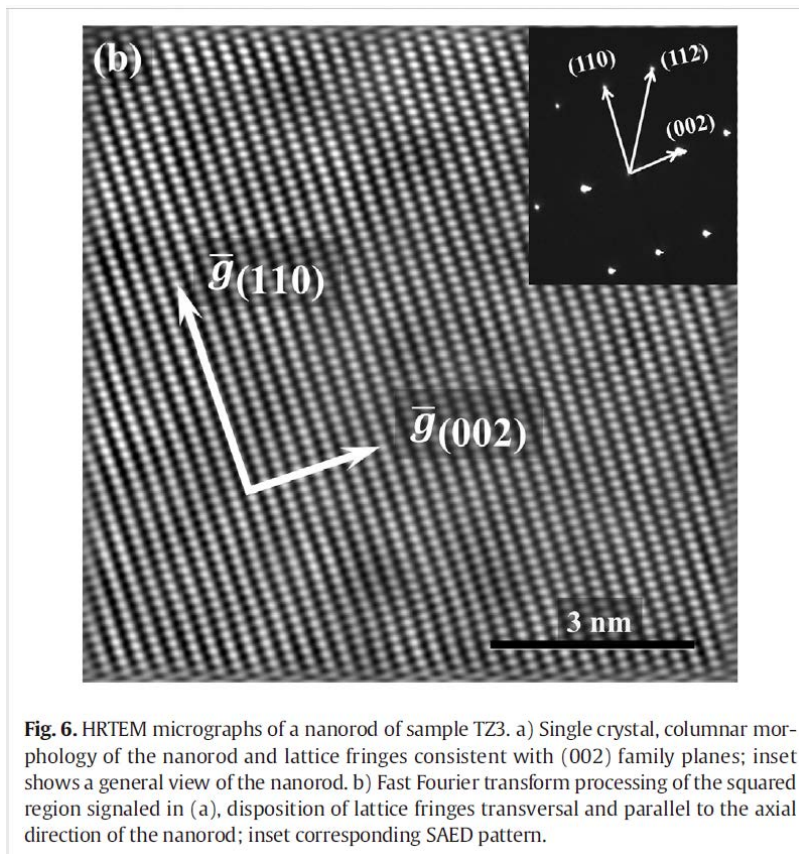 (b)
(110)
(112)
(002)
g̅(110)
g̅(002)
3 nm
Fig. 6. HRTEM micrographs of a nanorod of sample TZ3. a) Single crystal, columnar mor-
phology of the nanorod and lattice fringes consistent with (002) family planes; inset
shows a general view of the nanorod. b) Fast Fourier transform processing of the squared
region signaled in (a), disposition of lattice fringes transversal and parallel to the axial
direction of the nanorod; inset corresponding SAED pattern.